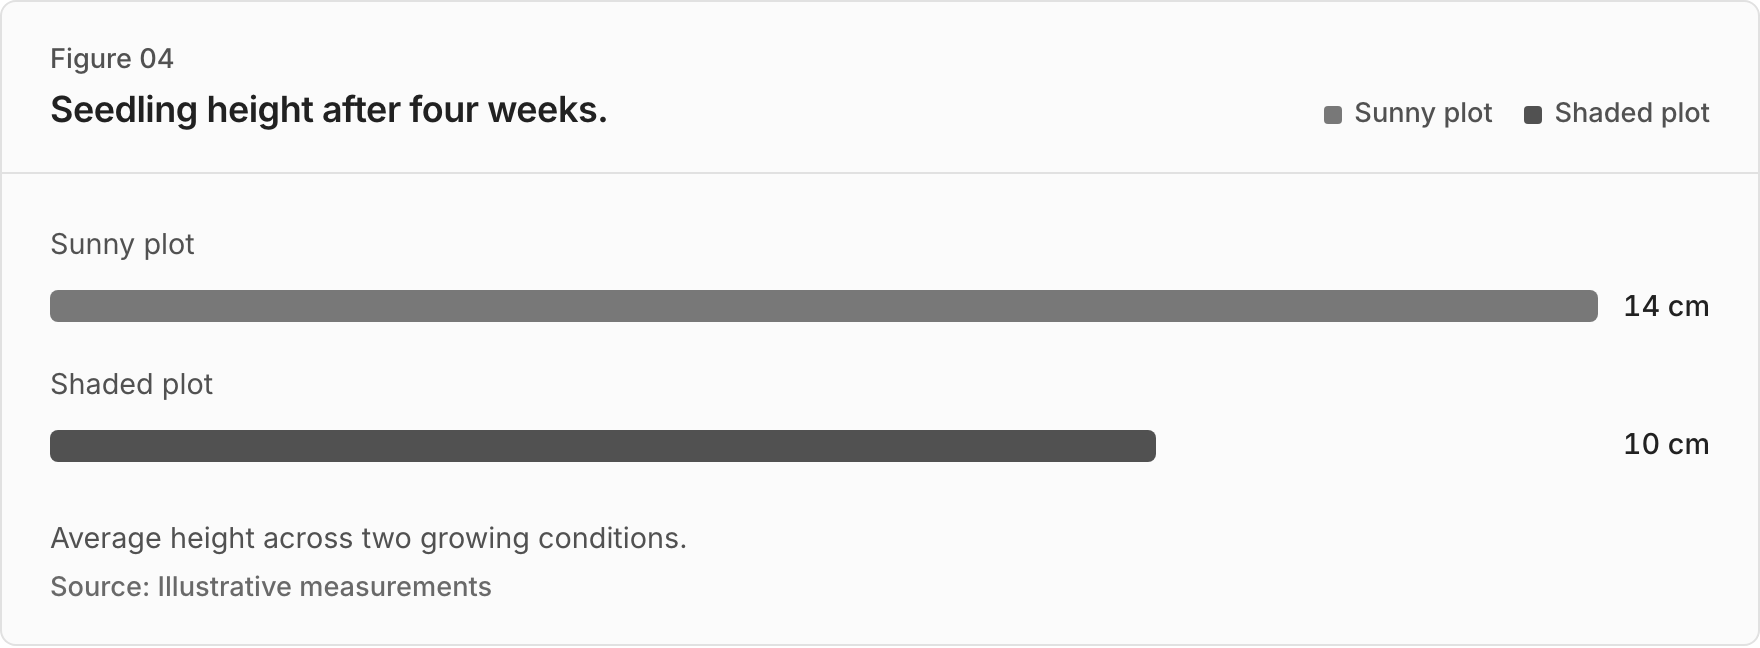 Figure 04
Seedling height after four weeks.
Sunny plot
Shaded plot
Sunny plot
14 cm
Shaded plot
10 cm
Average height across two growing conditions.
Source: Illustrative measurements